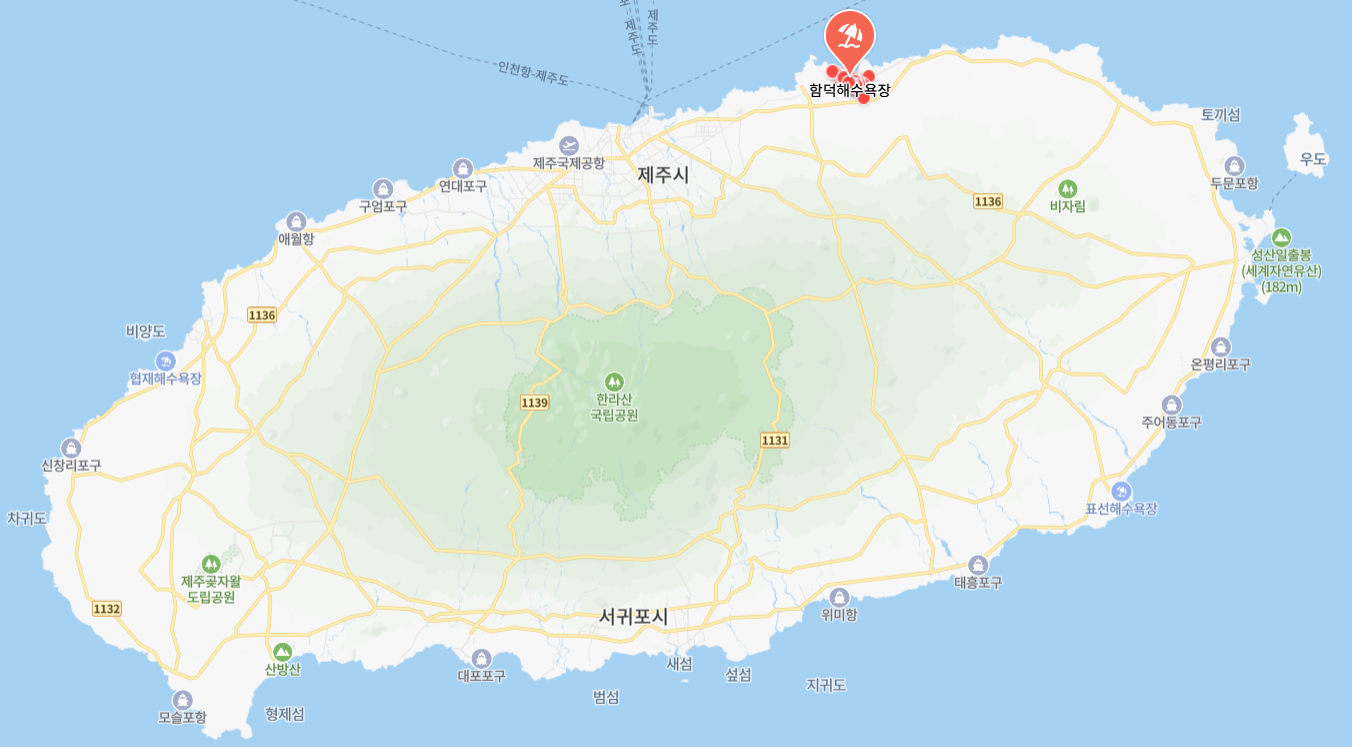 제주도
제주도
인천항-제주도
함덕해수욕장
토끼섬
우도
제주국제공항
제주시
연대포구
두문포항
구엄포구
1136
비자림
애월항
성산일출봉
(세계자연유산)
(182m)
1136
비양도
협재해수욕장
온평리포구
한라산
국립공원
1139
주어동포구
1131
신창리포구
표선해수욕장
차귀도
제주곶자왈
도립공원
태흥포구
1132
위미항
서귀포시
산방산
대포포구
새섬
섶섬
지귀도
범섬
모슬포항
형제섬